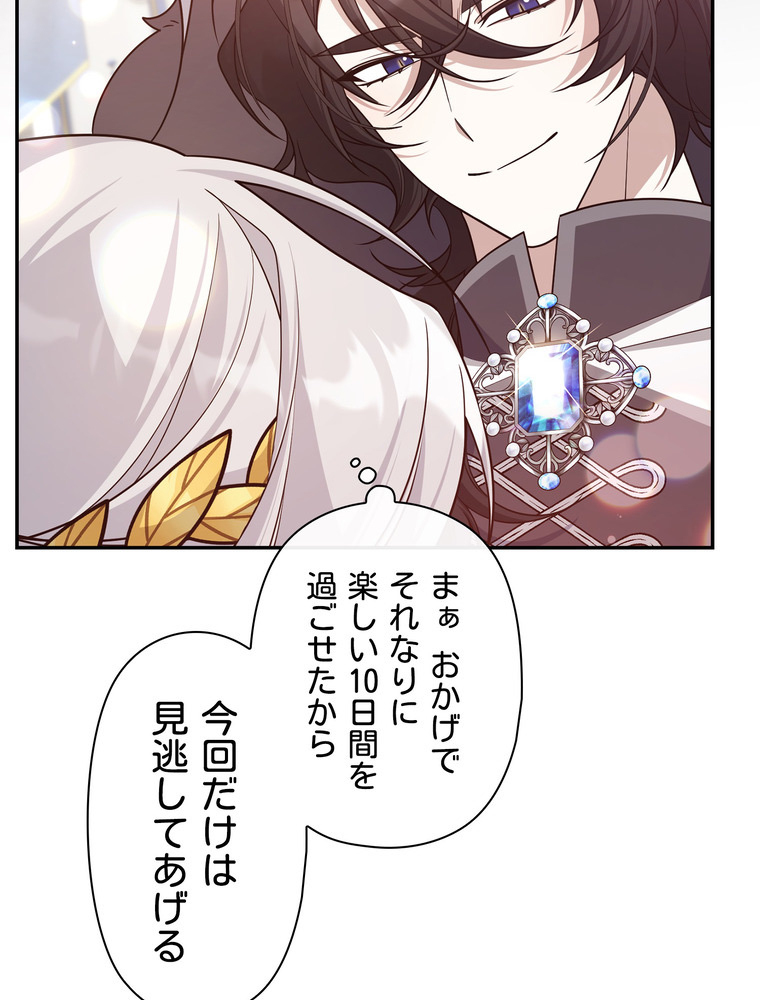 まぁ おかげで
それなりに
楽しい10日間を
過ごせたから
今回だけは
見逃してあげる